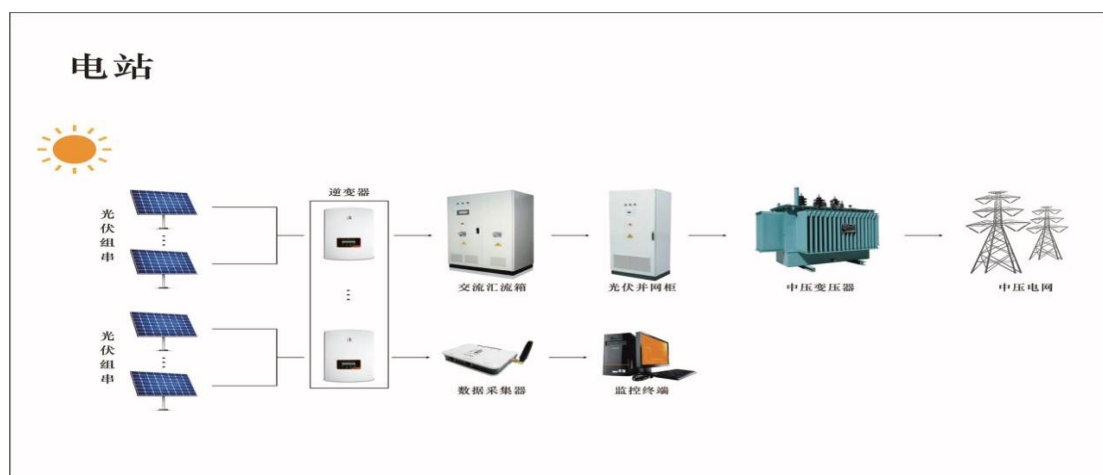 电站
逆变器
光伏组串
交流汇流箱
光伏并网柜
中压变压器
中压电网
光伏组串
数据采集器
监控终端